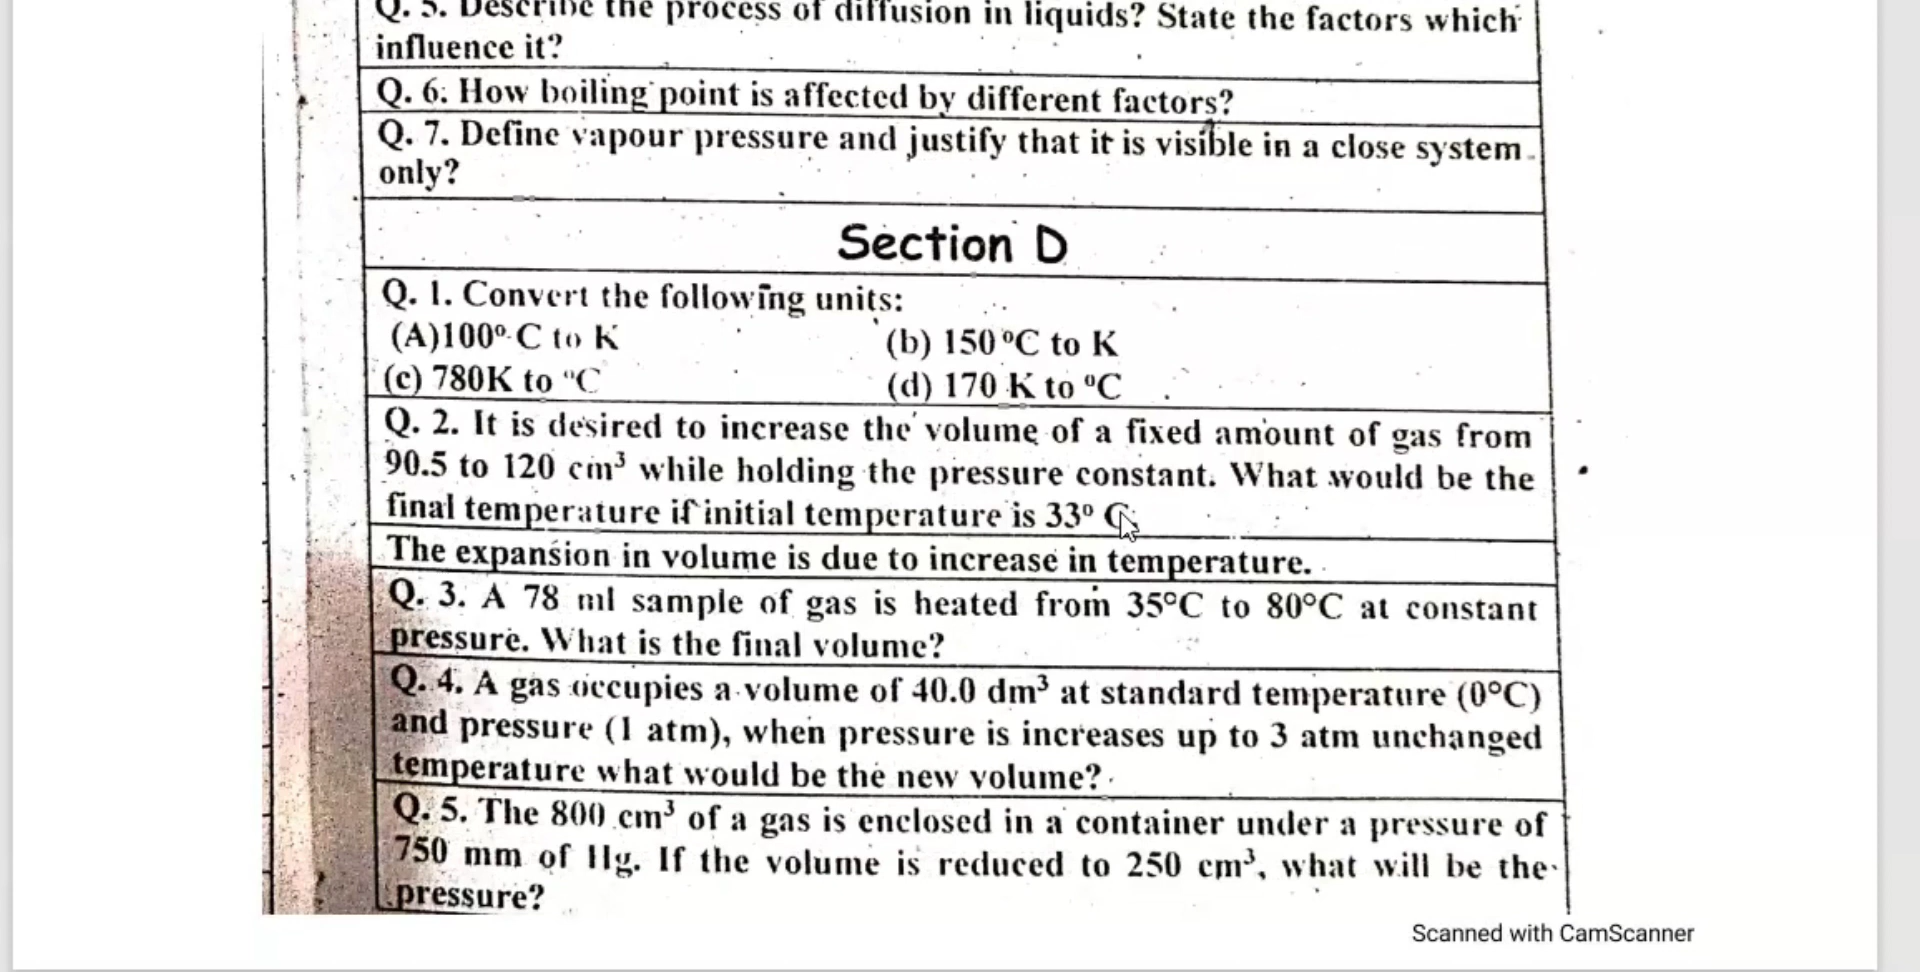 Q. 5. Describe the process of diffusion in liquids? State the factors which
influence it?
Q. 6. How boiling point is affected by different factors?
Q. 7. Define vapour pressure and justify that it is visible in a close system
only?
Section D
Q. 1. Convert the following units:
(A)100º C to K (b) 150 ºC to K
(c) 780K to ºC (d) 170 K to ºC
Q. 2. It is desired to increase the volume of a fixed amount of gas from
90.5 to 120 cm³ while holding the pressure constant. What would be the
final temperature if initial temperature is 33º C.
The expansion in volume is due to increase in temperature.
Q. 3. A 78 ml sample of gas is heated from 35ºC to 80ºC at constant
pressure. What is the final volume?
Q. 4. A gas occupies a volume of 40.0 dm³ at standard temperature (0ºC)
and pressure (1 atm), when pressure is increases up to 3 atm unchanged
temperature what would be the new volume?
Q. 5. The 800 cm³ of a gas is enclosed in a container under a pressure of
750 mm of Hg. If the volume is reduced to 250 cm³, what will be the
pressure?
Scanned with CamScanner